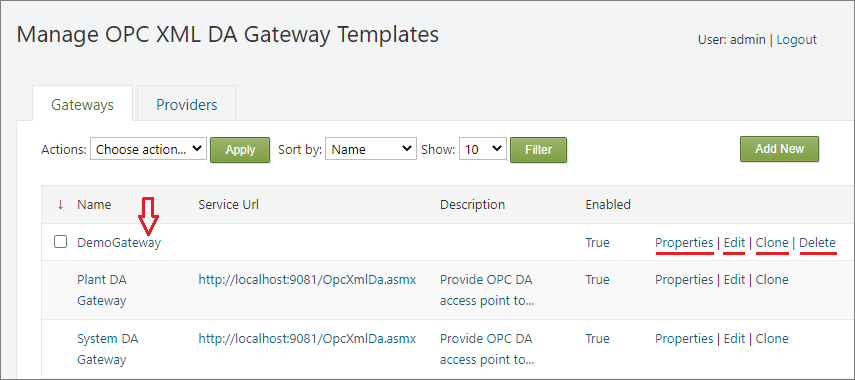 Manage OPC XML DA Gateway Templates
User: admin | Logout
Gateways Providers
Actions: Choose action... Apply Sort by: Name Show: 10 Filter Add New
↓ Name Service Url Description Enabled
DemoGateway True Properties | Edit | Clone | Delete
Plant DA http://localhost:9081/OpcXmlDa.asmx Provide OPC DA True Properties | Edit | Clone
Gateway access point to...
System DA http://localhost:9081/OpcXmlDa.asmx Provide OPC DA True Properties | Edit | Clone
Gateway access point to...